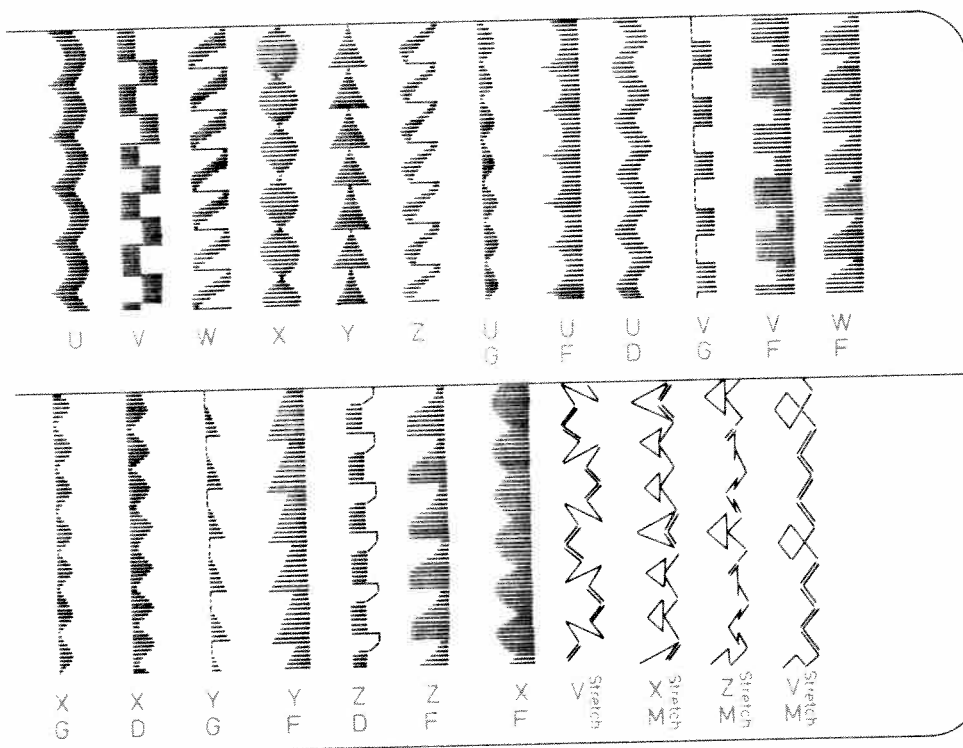 U V W X Y Z U U U V V W
G F D G F F
X X Y Y Z Z X V Stretch X Stretch Z Stretch V Stretch
G D G F D F F M M M